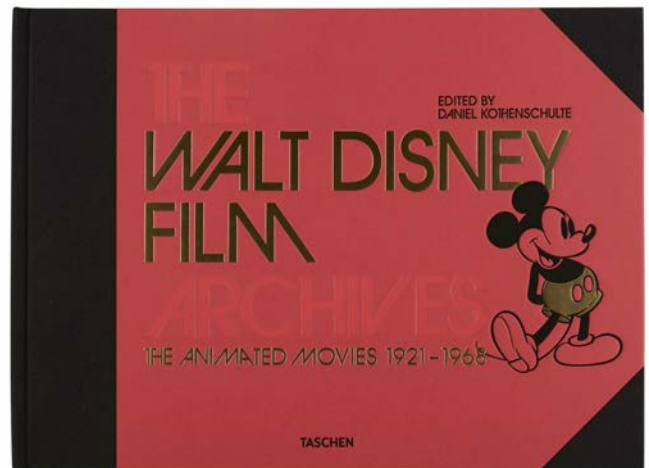 THE
WALT DISNEY
FILM
ARCHIVES
THE ANIMATED MOVIES 1921–1968
EDITED BY
DANIEL KOTHENSCHULTE
TASCHEN